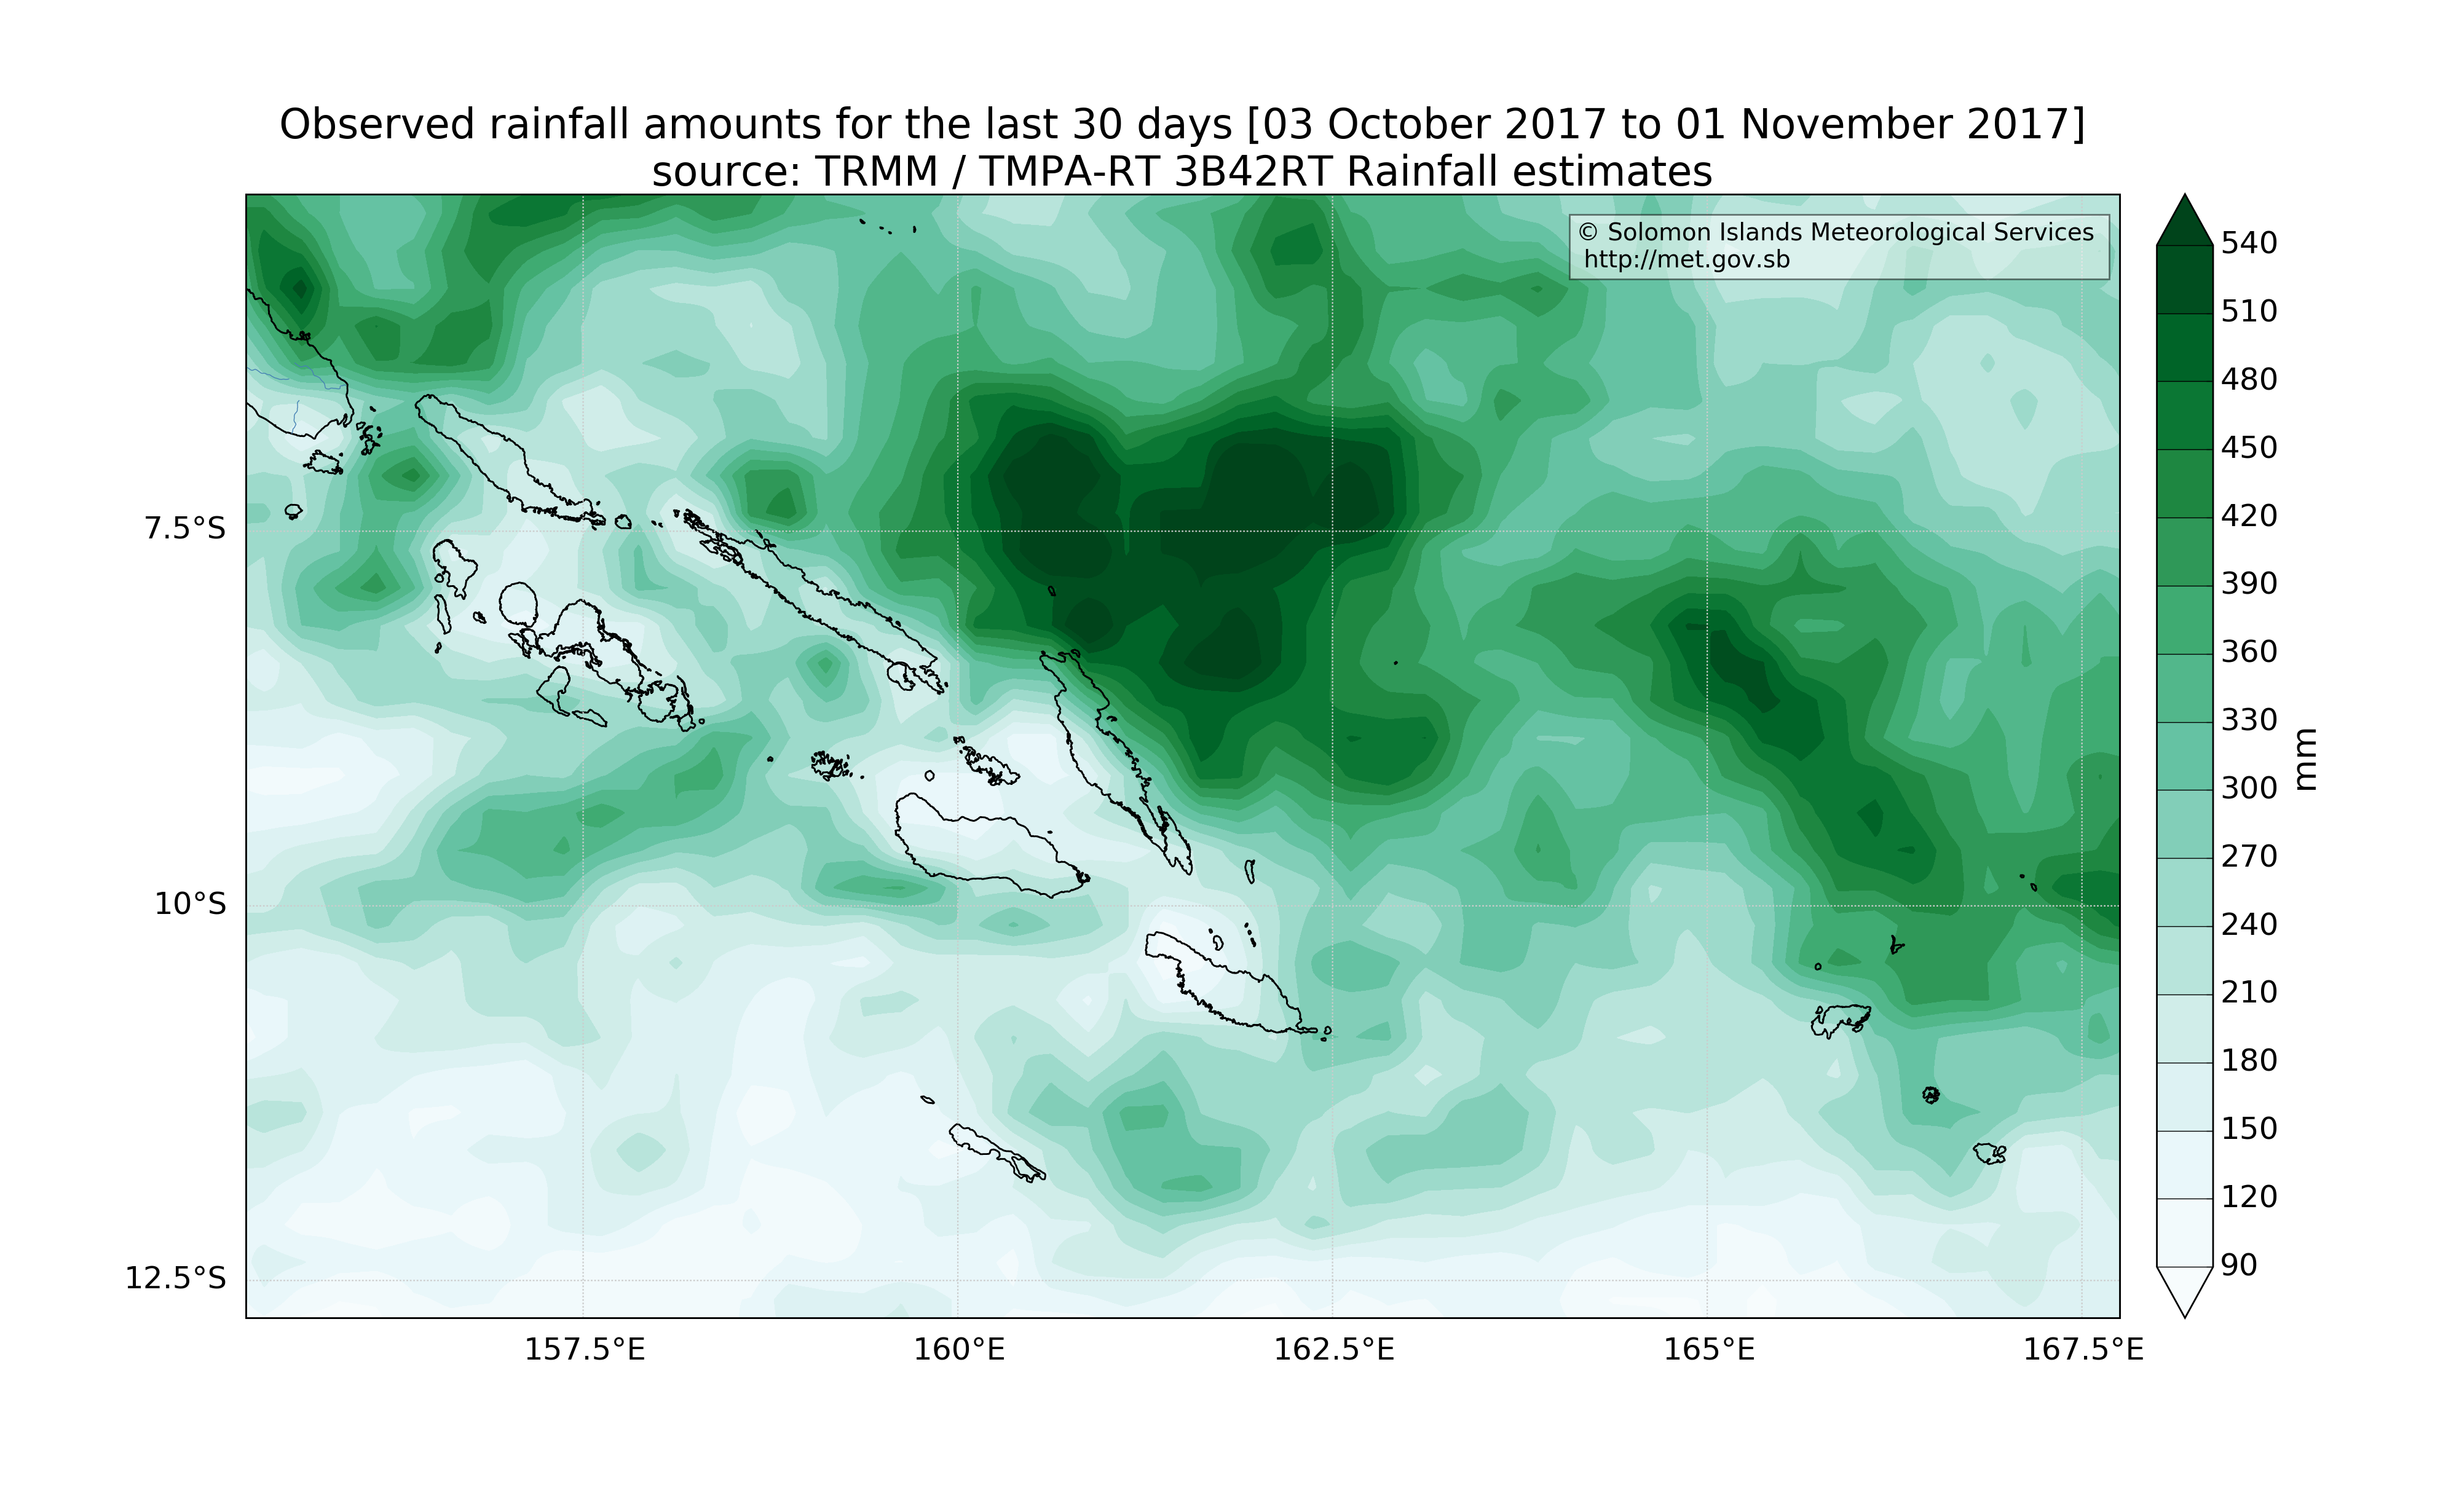 Observed rainfall amounts for the last 30 days [03 October 2017 to 01 November 2017]
source: TRMM / TMPA-RT 3B42RT Rainfall estimates
© Solomon Islands Meteorological Services
http://met.gov.sb
7.5°S
10°S
12.5°S
157.5°E
160°E
162.5°E
165°E
167.5°E
540
510
480
450
420
390
360
330
300
270
240
210
180
150
120
90
mm